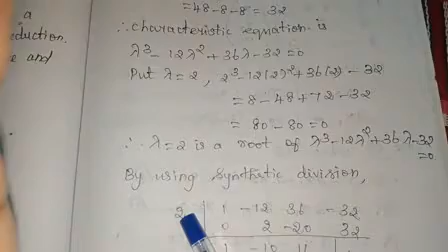 a
duction.
e and
= 48-8-8 = 32
∴ characteristic equation is
λ³ - 12λ² + 36λ - 32 = 0
Put λ = 2, 2³ - 12(2)² + 36(2) - 32
= 8 - 48 + 72 - 32
= 80 - 80 = 0
∴ λ = 2 is a root of λ³ - 12λ² + 36λ - 32 = 0
By using synthetic division,
2 | 1 -12 36 -32
0 2 -20 32
1 -10